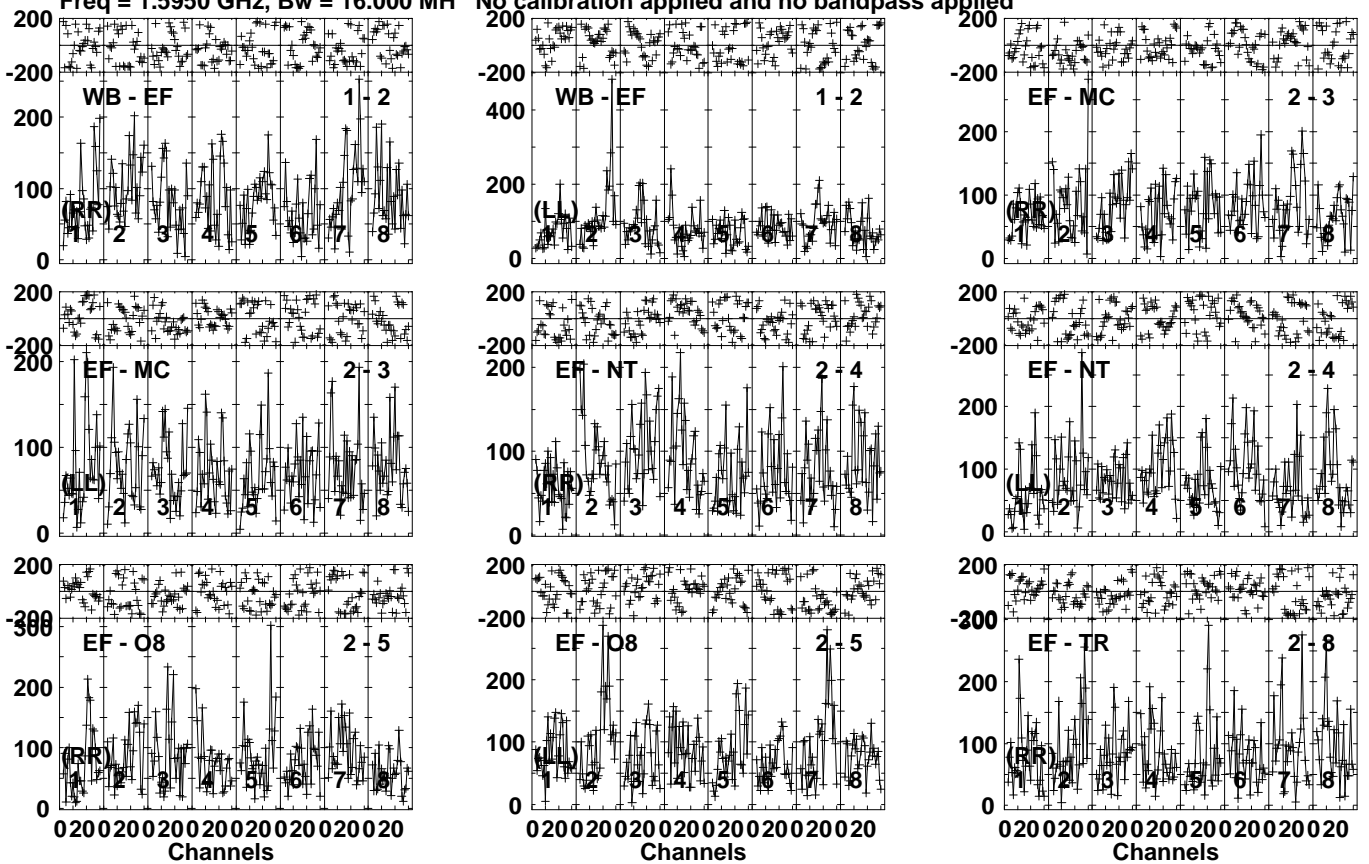 Freq = 1.5950 GHz, Bw = 16.000 MH No calibration applied and no bandpass applied
200 200 200
-200 -200
WB - EF 1 - 2 WB - EF 1 - 2 EF - MC 2 - 3
200 400 200
100 200 100
(RR) (LL) (RR)
1 2 3 4 5 6 7 8 1 2 3 4 5 6 7 8 1 2 3 4 5 6 7 8
0 0 0
200 200 200
-200 -200 -200
200 200
EF - MC 2 - 3 EF - NT 2 - 4 EF - NT 2 - 4
200
100 100 100
(LL) (RR) (LL)
1 2 3 4 5 6 7 8 1 2 3 4 5 6 7 8 1 2 3 4 5 6 7 8
0 0 0
200 200 200
-200 -200 -200
300 300
EF - O8 2 - 5 EF - O8 2 - 5 EF - TR 2 - 8
200 200 200
100 100 100
(RR) (LL) (RR)
1 2 3 4 5 6 7 8 1 2 3 4 5 6 7 8 1 2 3 4 5 6 7 8
0 0 0
0 20 0 20 0 20 0 20 0 20 0 20 0 20 0 20 0 20 0 20 0 20 0 20 0 20 0 20 0 20 0 20 0 20 0 20 0 20 0 20 0 20 0 20 0 20 0 20
Channels Channels Channels